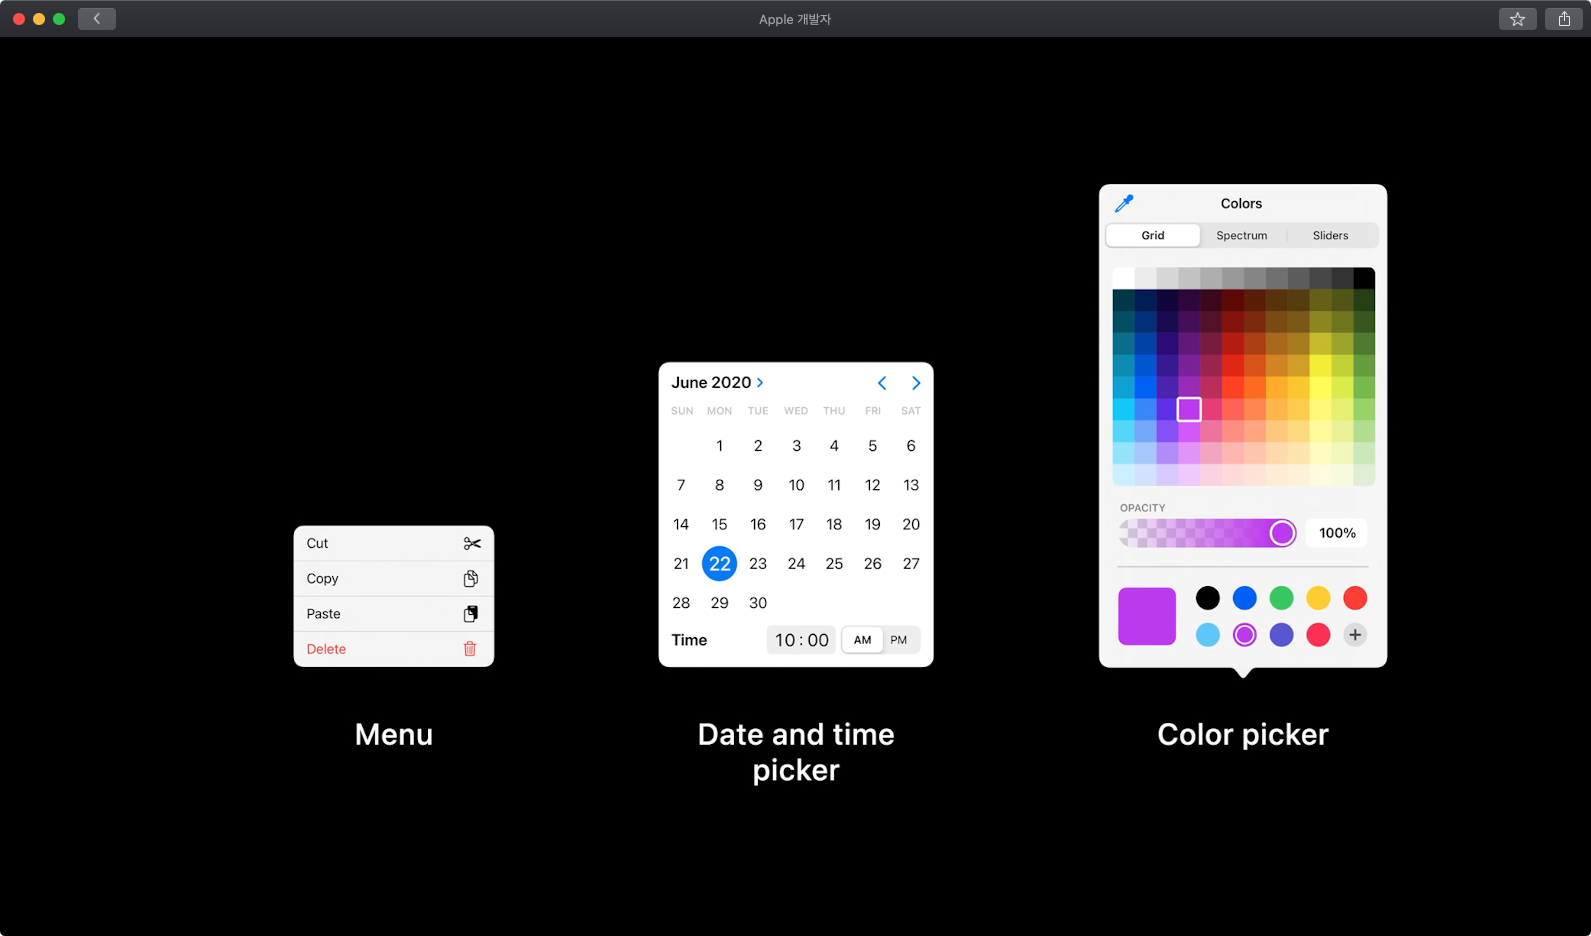 Apple 개발자
Cut
Copy
Paste
Delete
Menu
June 2020
SUN MON TUE WED THU FRI SAT
1 2 3 4 5 6
7 8 9 10 11 12 13
14 15 16 17 18 19 20
21 22 23 24 25 26 27
28 29 30
Time 10:00 AM PM
Date and time
picker
Colors
Grid Spectrum Sliders
OPACITY
100%
Color picker